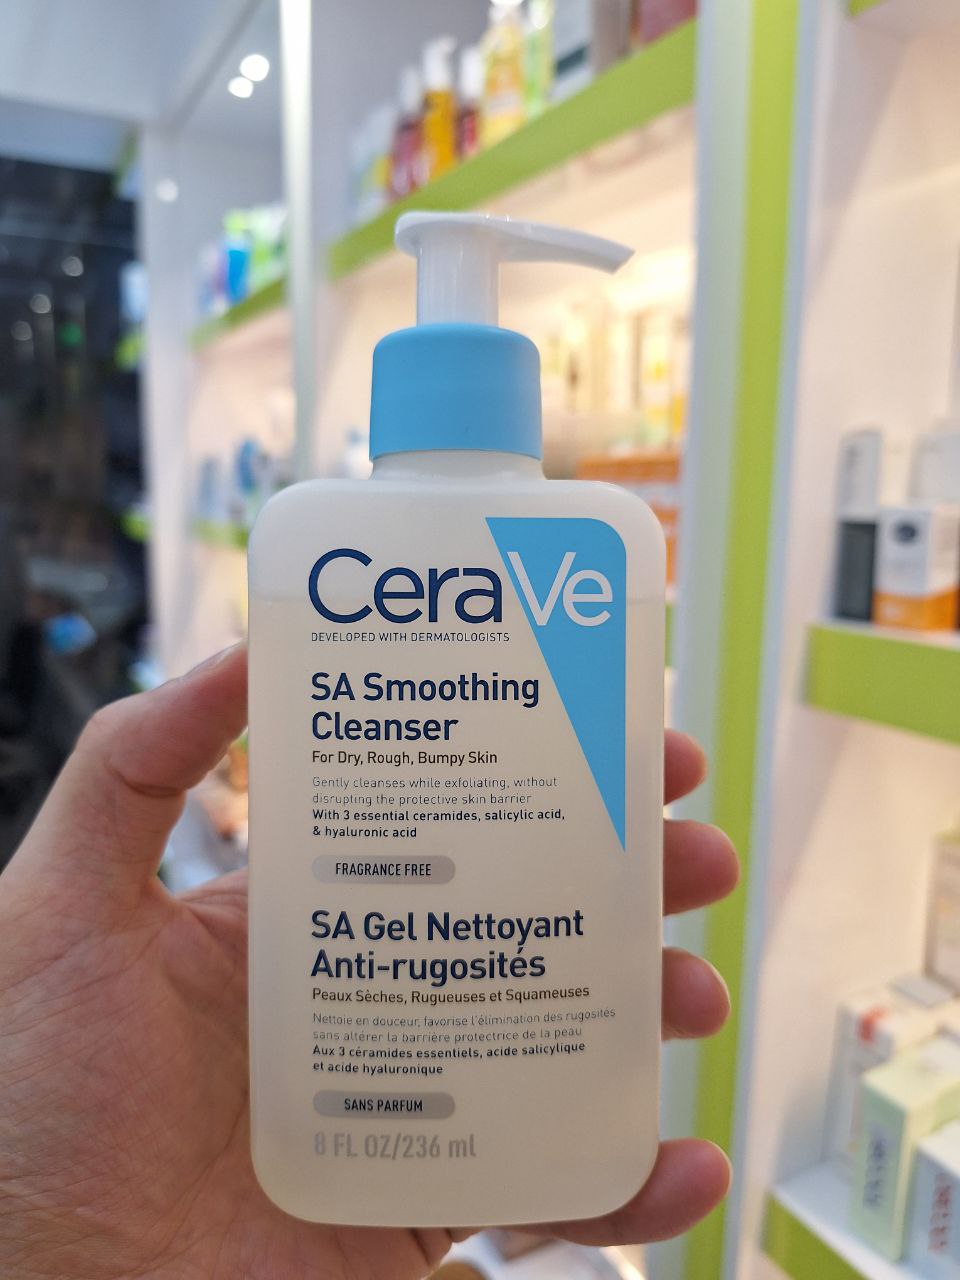 CeraVe
DEVELOPED WITH DERMATOLOGISTS
SA Smoothing
Cleanser
For Dry, Rough, Bumpy Skin
Gently cleanses while exfoliating, without
disrupting the protective skin barrier
With 3 essential ceramides, salicylic acid,
& hyaluronic acid
FRAGRANCE FREE
SA Gel Nettoyant
Anti-rugosités
Peaux Sèches, Rugueuses et Squameuses
Nettoie en douceur, favorise l'élimination des rugosités
sans altérer la barrière protectrice de la peau
Aux 3 céramides essentiels, acide salicylique
et acide hyaluronique
SANS PARFUM
8 FL OZ/236 ml